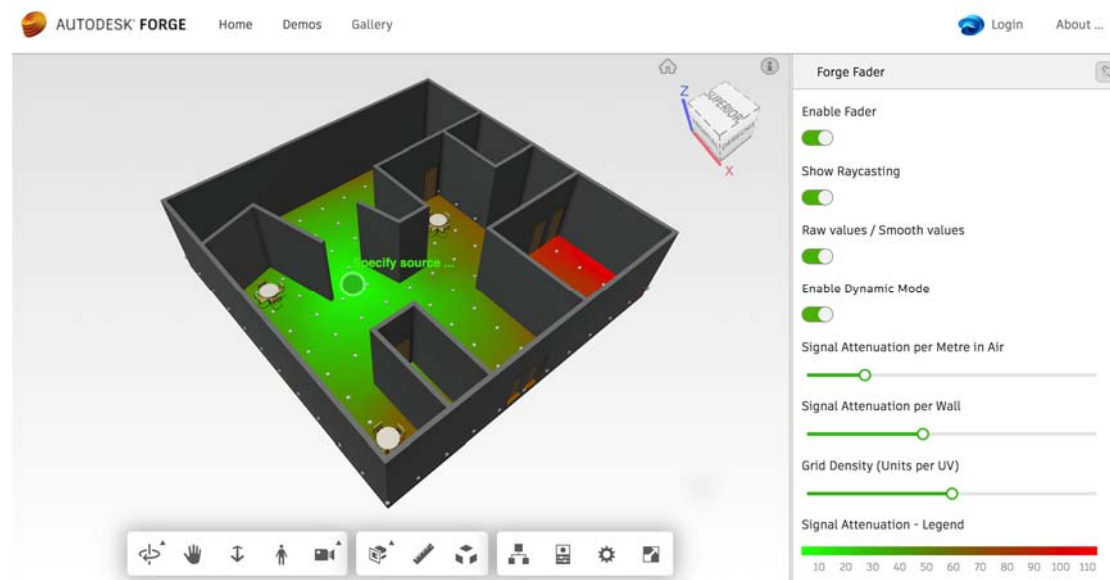 AUTODESK® FORGE Home Demos Gallery Login About ...
Forge Fader
Z
SUPERIOR
X
Enable Fader
Show Raycasting
Raw values / Smooth values
Specify source ...
Enable Dynamic Mode
Signal Attenuation per Metre in Air
Signal Attenuation per Wall
Grid Density (Units per UV)
Signal Attenuation - Legend
10 20 30 40 50 60 70 80 90 100 110